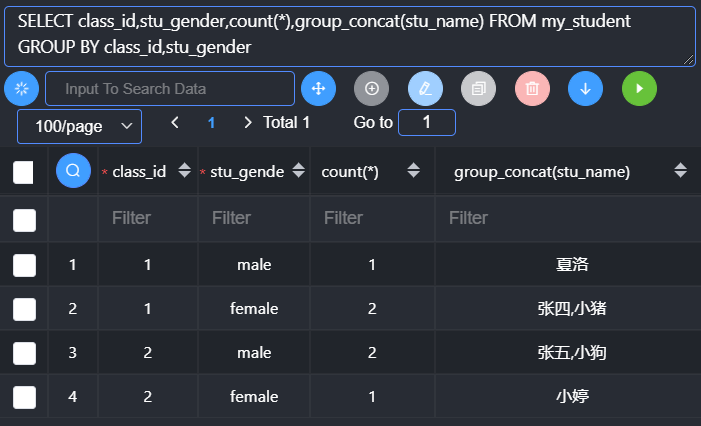 SELECT class_id,stu_gender,count(*),group_concat(stu_name) FROM my_student
GROUP BY class_id,stu_gender
Input To Search Data
100/page 1 Total 1 Go to 1
* class_id * stu_gende count(*) group_concat(stu_name)
Filter Filter Filter Filter
1 1 male 1 夏洛
2 1 female 2 张四,小猪
3 2 male 2 张五,小狗
4 2 female 1 小婷